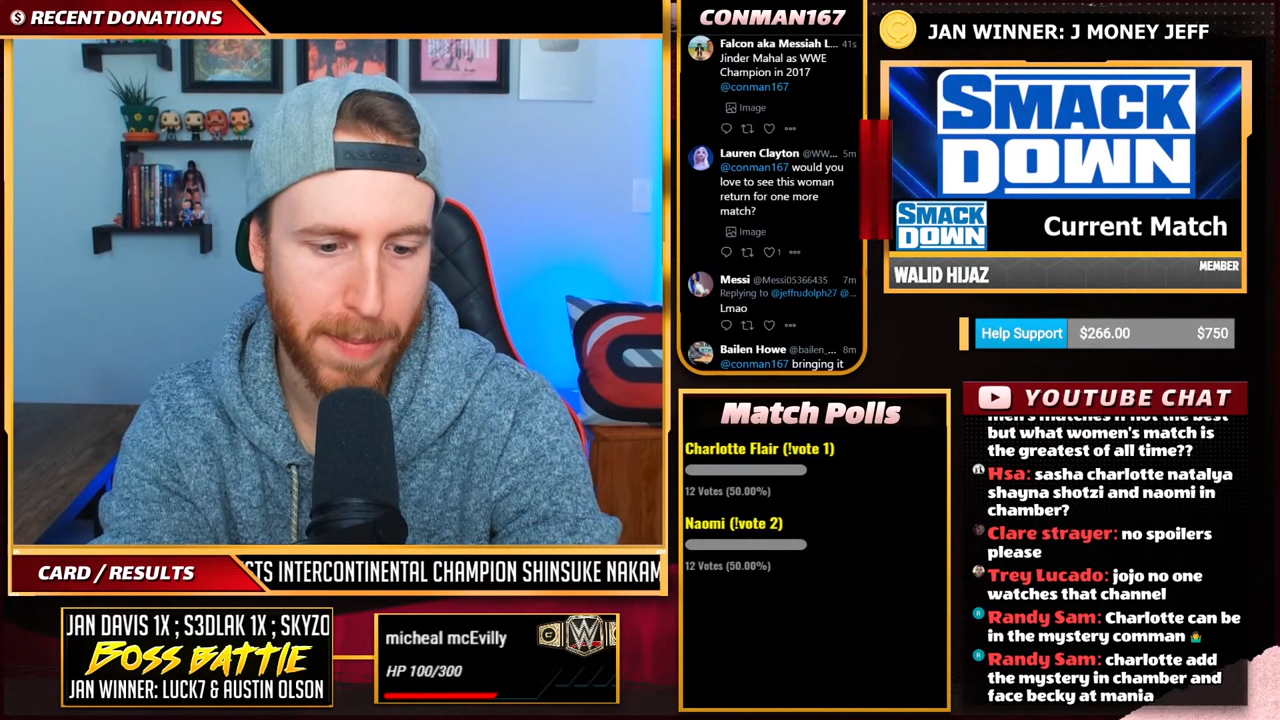 RECENT DONATIONS
CONMAN167
Falcon aka Messiah L... 41s
Jinder Mahal as WWE
Champion in 2017
@conman167
Image
Lauren Clayton @WW... 5m
@conman167 would you
love to see this woman
return for one more
match?
Image
1
Messi @Messi05366435 7m
Replying to @jeffrudolph27 @...
Lmao
Bailen Howe @bailen_... 8m
@conman167 bringing it
JAN WINNER: J MONEY JEFF
SMACK
DOWN
SMACK
DOWN
Current Match
WALID HIJAZ
MEMBER
Help Support $266.00 $750
Match Polls
Charlotte Flair (!vote 1)
12 Votes (50.00%)
Naomi (!vote 2)
12 Votes (50.00%)
YOUTUBE CHAT
men's matches if not the best
but what women's match is
the greatest of all time??
Hsa: sasha charlotte natalya
shayna shotzi and naomi in
chamber?
Clare strayer: no spoilers
please
Trey Lucado: jojo no one
watches that channel
Randy Sam: Charlotte can be
in the mystery comman
Randy Sam: charlotte add
the mystery in chamber and
face becky at mania
CARD / RESULTS
STS INTERCONTINENTAL CHAMPION SHINSUKE NAKAM
JAN DAVIS 1X ; S3DLAK 1X ; SKYZO
BOSS BATTLE
JAN WINNER: LUCK7 & AUSTIN OLSON
micheal mcEvilly
HP 100/300